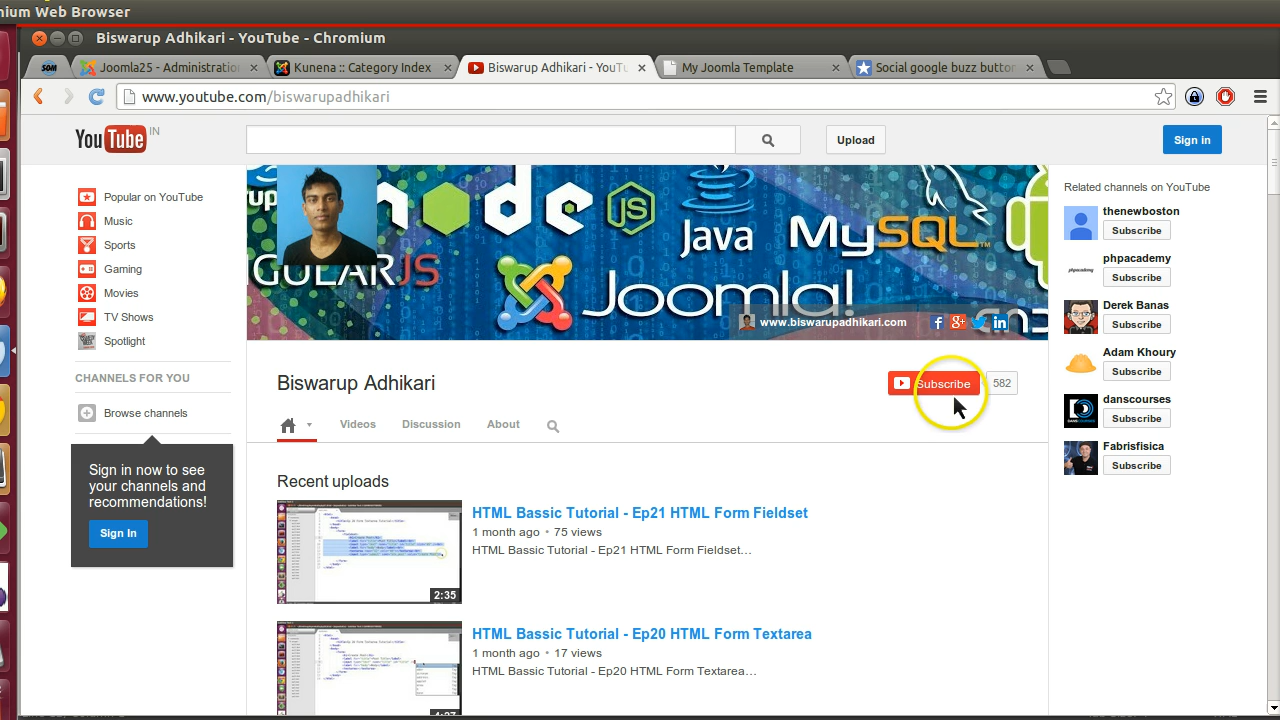 mium Web Browser
Biswarup Adhikari - YouTube - Chromium
SOM
Joomla25 - Administratio
Kunena :: Category Index
Biswarup Adhikari - YouTu
My Joomla Template
Social google buzz button
www.youtube.com/biswarupadhikari
YouTube IN
Upload
Sign in
Popular on YouTube
Music
Sports
Gaming
Movies
TV Shows
Spotlight
CHANNELS FOR YOU
Browse channels
Sign in now to see
your channels and
recommendations!
Sign In
node
JS
Java
MySQL
GULARJS
Joomla!
www.biswarupadhikari.com
Biswarup Adhikari
Subscribe 582
Videos
Discussion
About
Recent uploads
HTML Bassic Tutorial - Ep21 HTML Form Fieldset
1 month ago • 75 views
HTML Bassic Tutorial - Ep21 HTML Form Fieldset...
2:35
HTML Bassic Tutorial - Ep20 HTML Form Textarea
1 month ago • 17 views
HTML Bassic Tutorial - Ep20 HTML Form Textarea...
Related channels on YouTube
thenewboston
Subscribe
phpacademy
phpacademy
Subscribe
Derek Banas
Subscribe
Adam Khoury
Subscribe
danscourses
Subscribe
Fabrisfisica
Subscribe